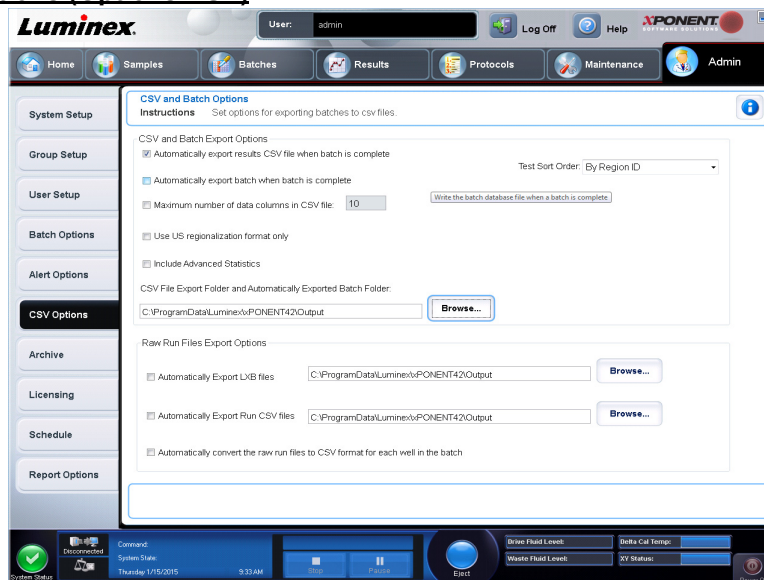 Luminex.
User: admin
Log Off
Help
XPONENT.
SOFTWARE SOLUTIONS
Home
Samples
Batches
Results
Protocols
Maintenance
Admin
System Setup
Group Setup
User Setup
Batch Options
Alert Options
CSV Options
Archive
Licensing
Schedule
Report Options
CSV and Batch Options
Instructions Set options for exporting batches to csv files.
CSV and Batch Export Options
Automatically export results CSV file when batch is complete
Test Sort Order: By Region ID
Automatically export batch when batch is complete
Maximum number of data columns in CSV file: 10
Write the batch database file when a batch is complete
Use US regionalization format only
Include Advanced Statistics
CSV File Export Folder and Automatically Exported Batch Folder:
C:\ProgramData\Luminex\xPONENT42\Output
Browse...
Raw Run Files Export Options
Automatically Export LXB files C:\ProgramData\Luminex\xPONENT42\Output Browse...
Automatically Export Run CSV files C:\ProgramData\Luminex\xPONENT42\Output Browse...
Automatically convert the raw run files to CSV format for each well in the batch
System Status
Disconnected
Command:
System State:
Thursday 1/15/2015 9:33 AM
Stop
Pause
Eject
Drive Fluid Level:
Waste Fluid Level:
Delta Cal Temp:
XY Status: